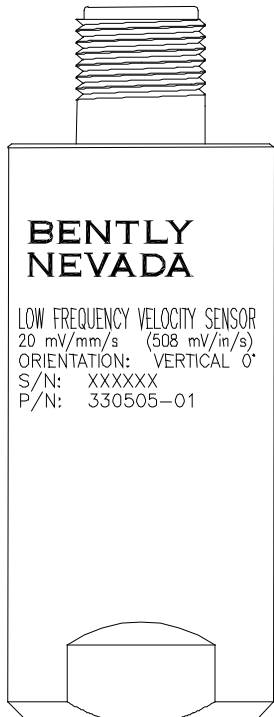 BENTLY
NEVADA
LOW FREQUENCY VELOCITY SENSOR
20 mV/mm/s (508 mV/in/s)
ORIENTATION: VERTICAL 0°
S/N: XXXXXX
P/N: 330505-01